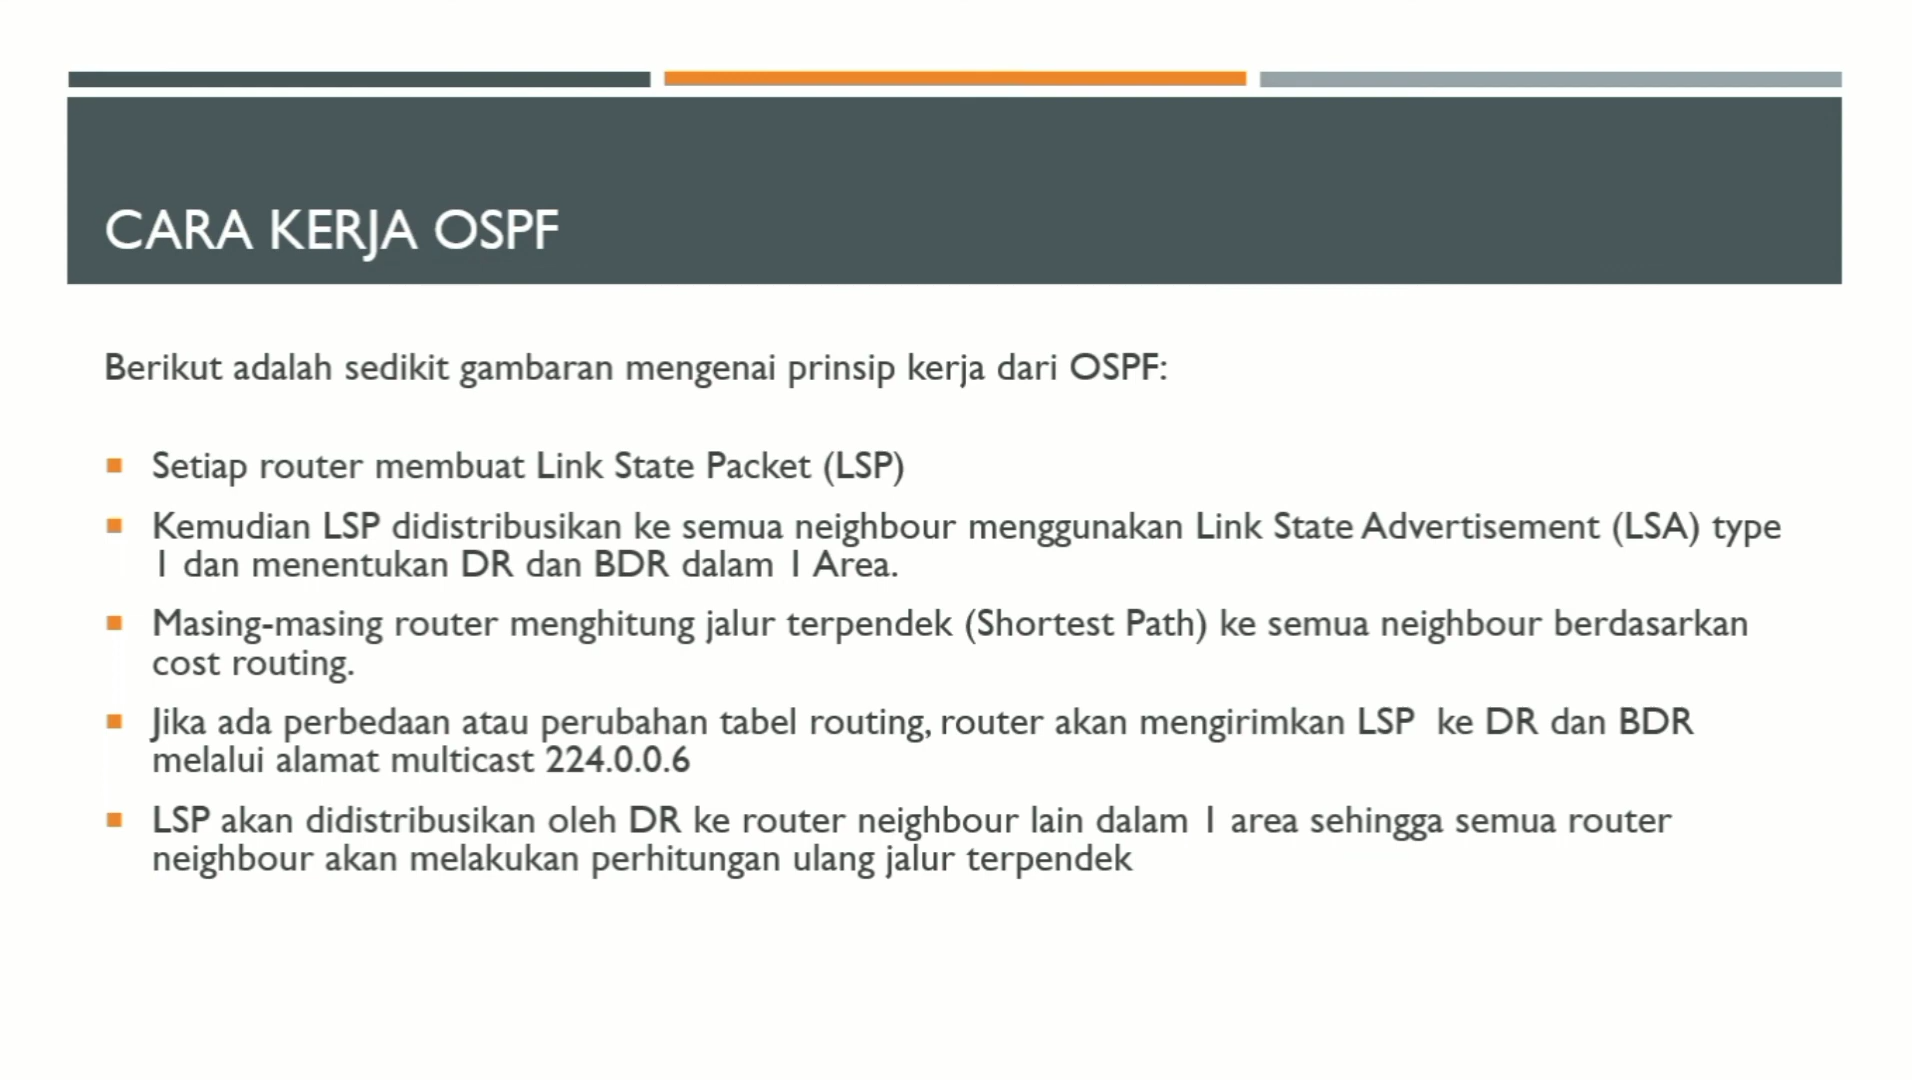 CARA KERJA OSPF
Berikut adalah sedikit gambaran mengenai prinsip kerja dari OSPF:
Setiap router membuat Link State Packet (LSP)
Kemudian LSP didistribusikan ke semua neighbour menggunakan Link State Advertisement (LSA) type
1 dan menentukan DR dan BDR dalam 1 Area.
Masing-masing router menghitung jalur terpendek (Shortest Path) ke semua neighbour berdasarkan
cost routing.
Jika ada perbedaan atau perubahan tabel routing, router akan mengirimkan LSP ke DR dan BDR
melalui alamat multicast 224.0.0.6
LSP akan didistribusikan oleh DR ke router neighbour lain dalam 1 area sehingga semua router
neighbour akan melakukan perhitungan ulang jalur terpendek